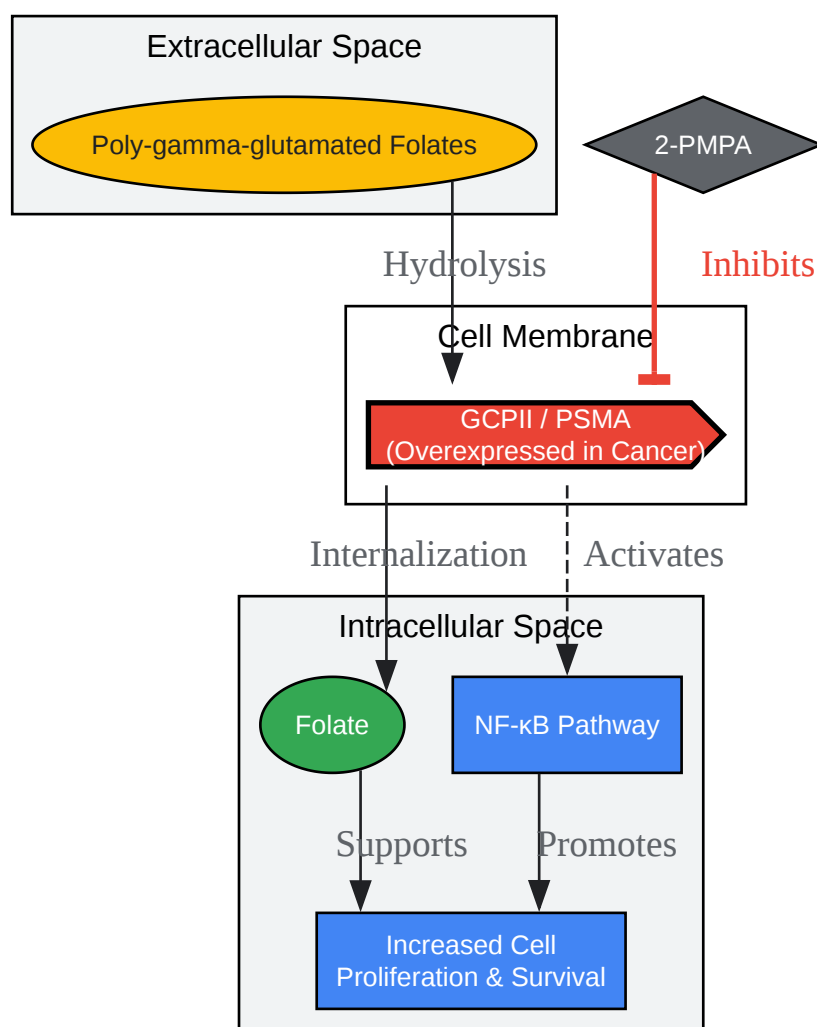 Extracellular Space
Poly-gamma-glutamated Folates
2-PMPA
Hydrolysis
Inhibits
Cell Membrane
GCPII / PSMA
(Overexpressed in Cancer)
Internalization
Activates
Intracellular Space
Folate
NF-κB Pathway
Supports
Promotes
Increased Cell
Proliferation & Survival